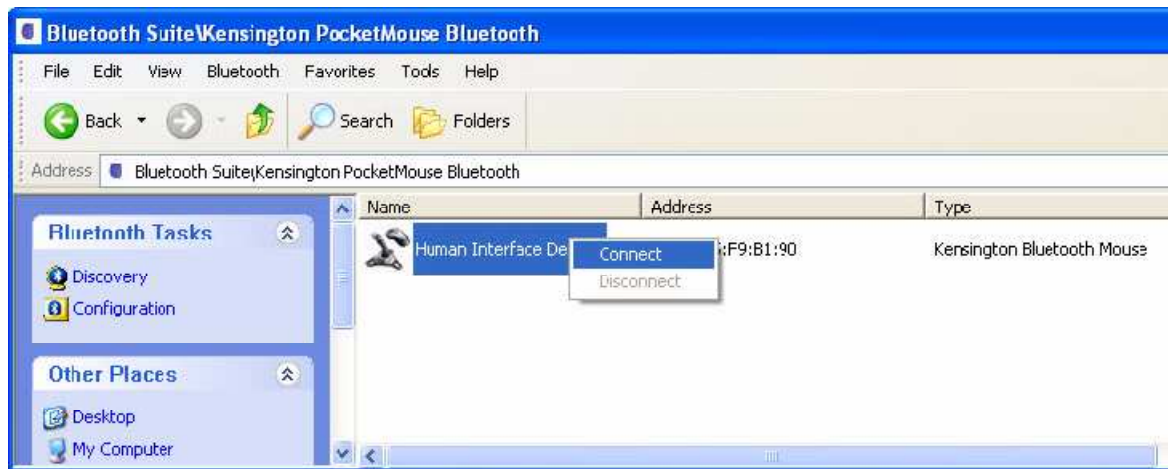 Bluetooth Suite\Kensington PocketMouse Bluetooth
File Edit View Bluetooth Favorites Tools Help
Back Search Folders
Address Bluetooth Suite\Kensington PocketMouse Bluetooth
Name Address Type
Bluetooth Tasks
Human Interface De :F9:B1:90 Kensington Bluetooth Mouse
Connect
Disconnect
Discovery
Configuration
Other Places
Desktop
My Computer